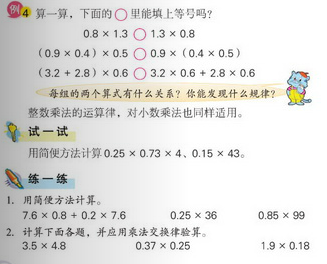 例4 算一算，下面的○里能填上等号吗？
0.8 × 1.3 ○ 1.3 × 0.8
（0.9 × 0.4）× 0.5 ○ 0.9 ×（0.4 × 0.5）
（3.2 + 2.8）× 0.6 ○ 3.2 × 0.6 + 2.8 × 0.6
每组的两个算式有什么关系？你能发现什么规律？
整数乘法的运算律，对小数乘法也同样适用。
试一试
用简便方法计算 0.25 × 0.73 × 4、0.15 × 43。
练一练
1. 用简便方法计算。
7.6 × 0.8 + 0.2 × 7.6 0.25 × 36 0.85 × 99
2. 计算下面各题，并应用乘法交换律验算。
3.5 × 4.8 0.37 × 0.25 1.9 × 0.18